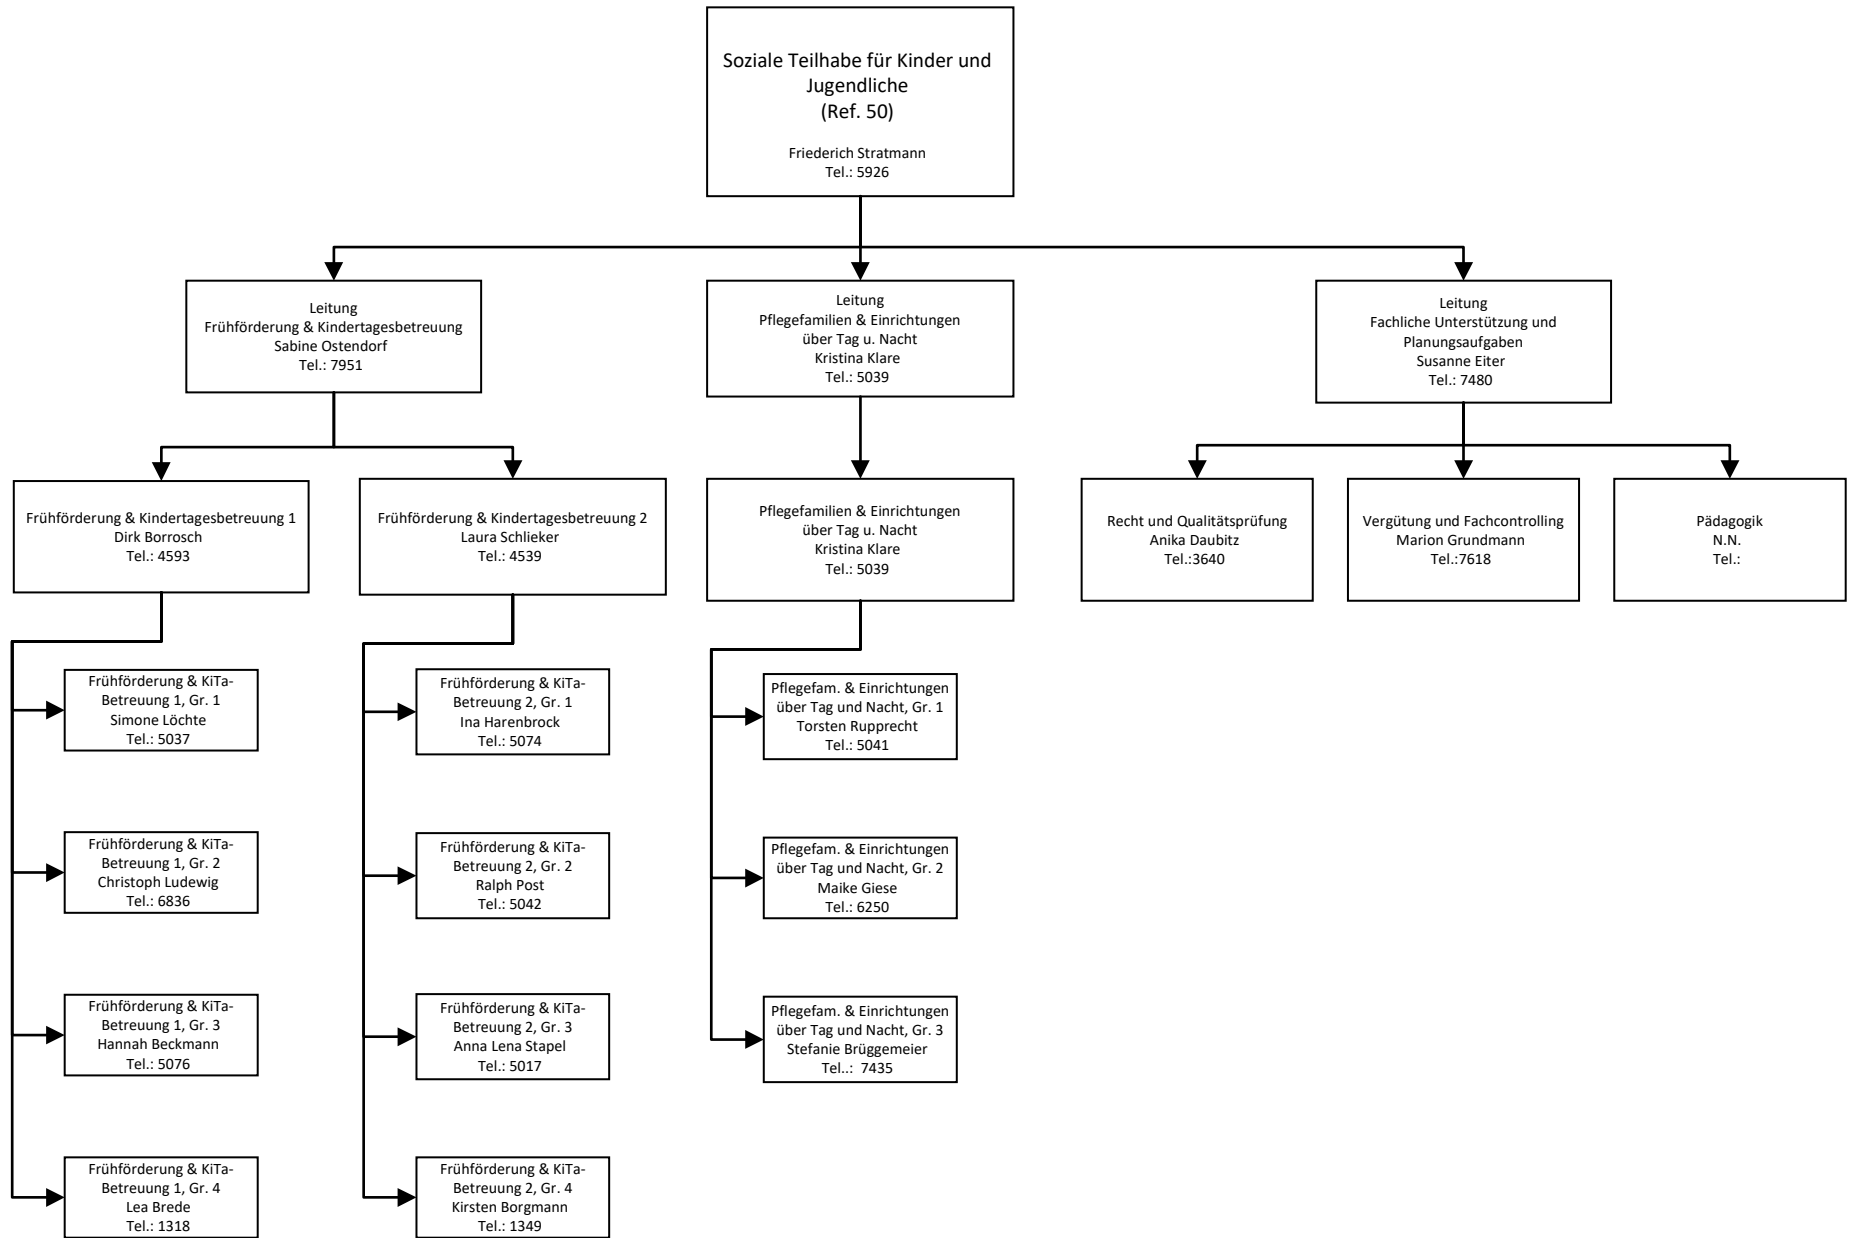 Soziale Teilhabe für Kinder und
Jugendliche
(Ref. 50)
Friederich Stratmann
Tel.: 5926
Leitung
Frühförderung & Kindertagesbetreuung
Sabine Ostendorf
Tel.: 7951
Leitung
Pflegefamilien & Einrichtungen
über Tag u. Nacht
Kristina Klare
Tel.: 5039
Leitung
Fachliche Unterstützung und
Planungsaufgaben
Susanne Eiter
Tel.: 7480
Frühförderung & Kindertagesbetreuung 1
Dirk Borrosch
Tel.: 4593
Frühförderung & Kindertagesbetreuung 2
Laura Schlieker
Tel.: 4539
Pflegefamilien & Einrichtungen
über Tag u. Nacht
Kristina Klare
Tel.: 5039
Recht und Qualitätsprüfung
Anika Daubitz
Tel.:3640
Vergütung und Fachcontrolling
Marion Grundmann
Tel.:7618
Pädagogik
N.N.
Tel.:
Frühförderung & KiTa-
Betreuung 1, Gr. 1
Simone Löchte
Tel.: 5037
Frühförderung & KiTa-
Betreuung 2, Gr. 1
Ina Harenbrock
Tel.: 5074
Pflegefam. & Einrichtungen
über Tag und Nacht, Gr. 1
Torsten Rupprecht
Tel.: 5041
Frühförderung & KiTa-
Betreuung 1, Gr. 2
Christoph Ludewig
Tel.: 6836
Frühförderung & KiTa-
Betreuung 2, Gr. 2
Ralph Post
Tel.: 5042
Pflegefam. & Einrichtungen
über Tag und Nacht, Gr. 2
Maike Giese
Tel.: 6250
Frühförderung & KiTa-
Betreuung 1, Gr. 3
Hannah Beckmann
Tel.: 5076
Frühförderung & KiTa-
Betreuung 2, Gr. 3
Anna Lena Stapel
Tel.: 5017
Pflegefam. & Einrichtungen
über Tag und Nacht, Gr. 3
Stefanie Brüggemeier
Tel..: 7435
Frühförderung & KiTa-
Betreuung 1, Gr. 4
Lea Brede
Tel.: 1318
Frühförderung & KiTa-
Betreuung 2, Gr. 4
Kirsten Borgmann
Tel.: 1349